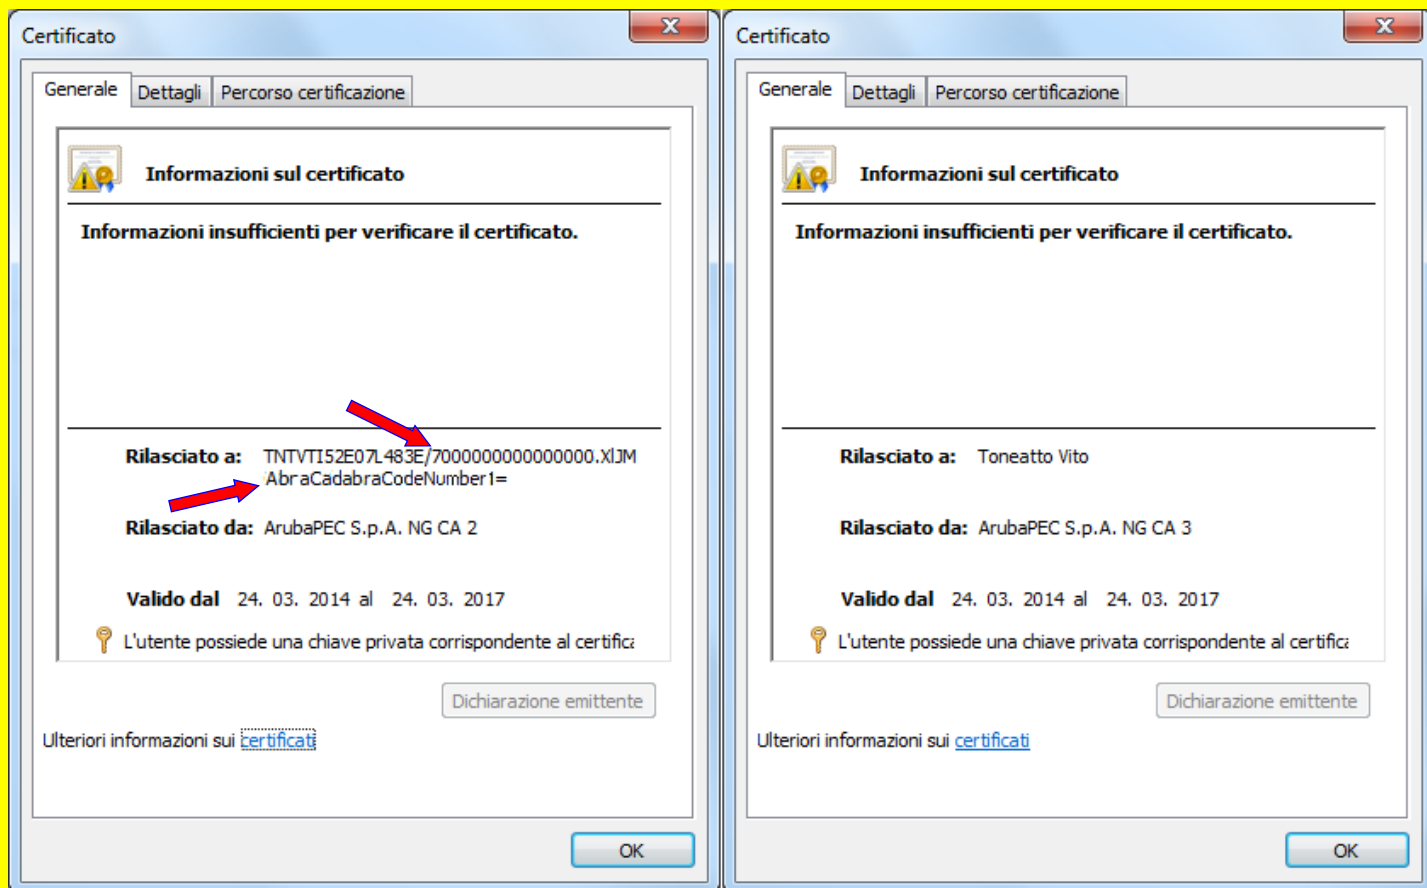 Certificato
Generale Dettagli Percorso certificazione
Informazioni sul certificato
Informazioni insufficienti per verificare il certificato.
Rilasciato a: TNTVTI52E07L483E/7000000000000000.XlJM
AbraCadabraCodeNumber1=
Rilasciato da: ArubaPEC S.p.A. NG CA 2
Valido dal 24. 03. 2014 al 24. 03. 2017
L'utente possiede una chiave privata corrispondente al certifica
Dichiarazione emittente
Ulteriori informazioni sui certificati
OK
Certificato
Generale Dettagli Percorso certificazione
Informazioni sul certificato
Informazioni insufficienti per verificare il certificato.
Rilasciato a: Toneatto Vito
Rilasciato da: ArubaPEC S.p.A. NG CA 3
Valido dal 24. 03. 2014 al 24. 03. 2017
L'utente possiede una chiave privata corrispondente al certifica
Dichiarazione emittente
Ulteriori informazioni sui certificati
OK